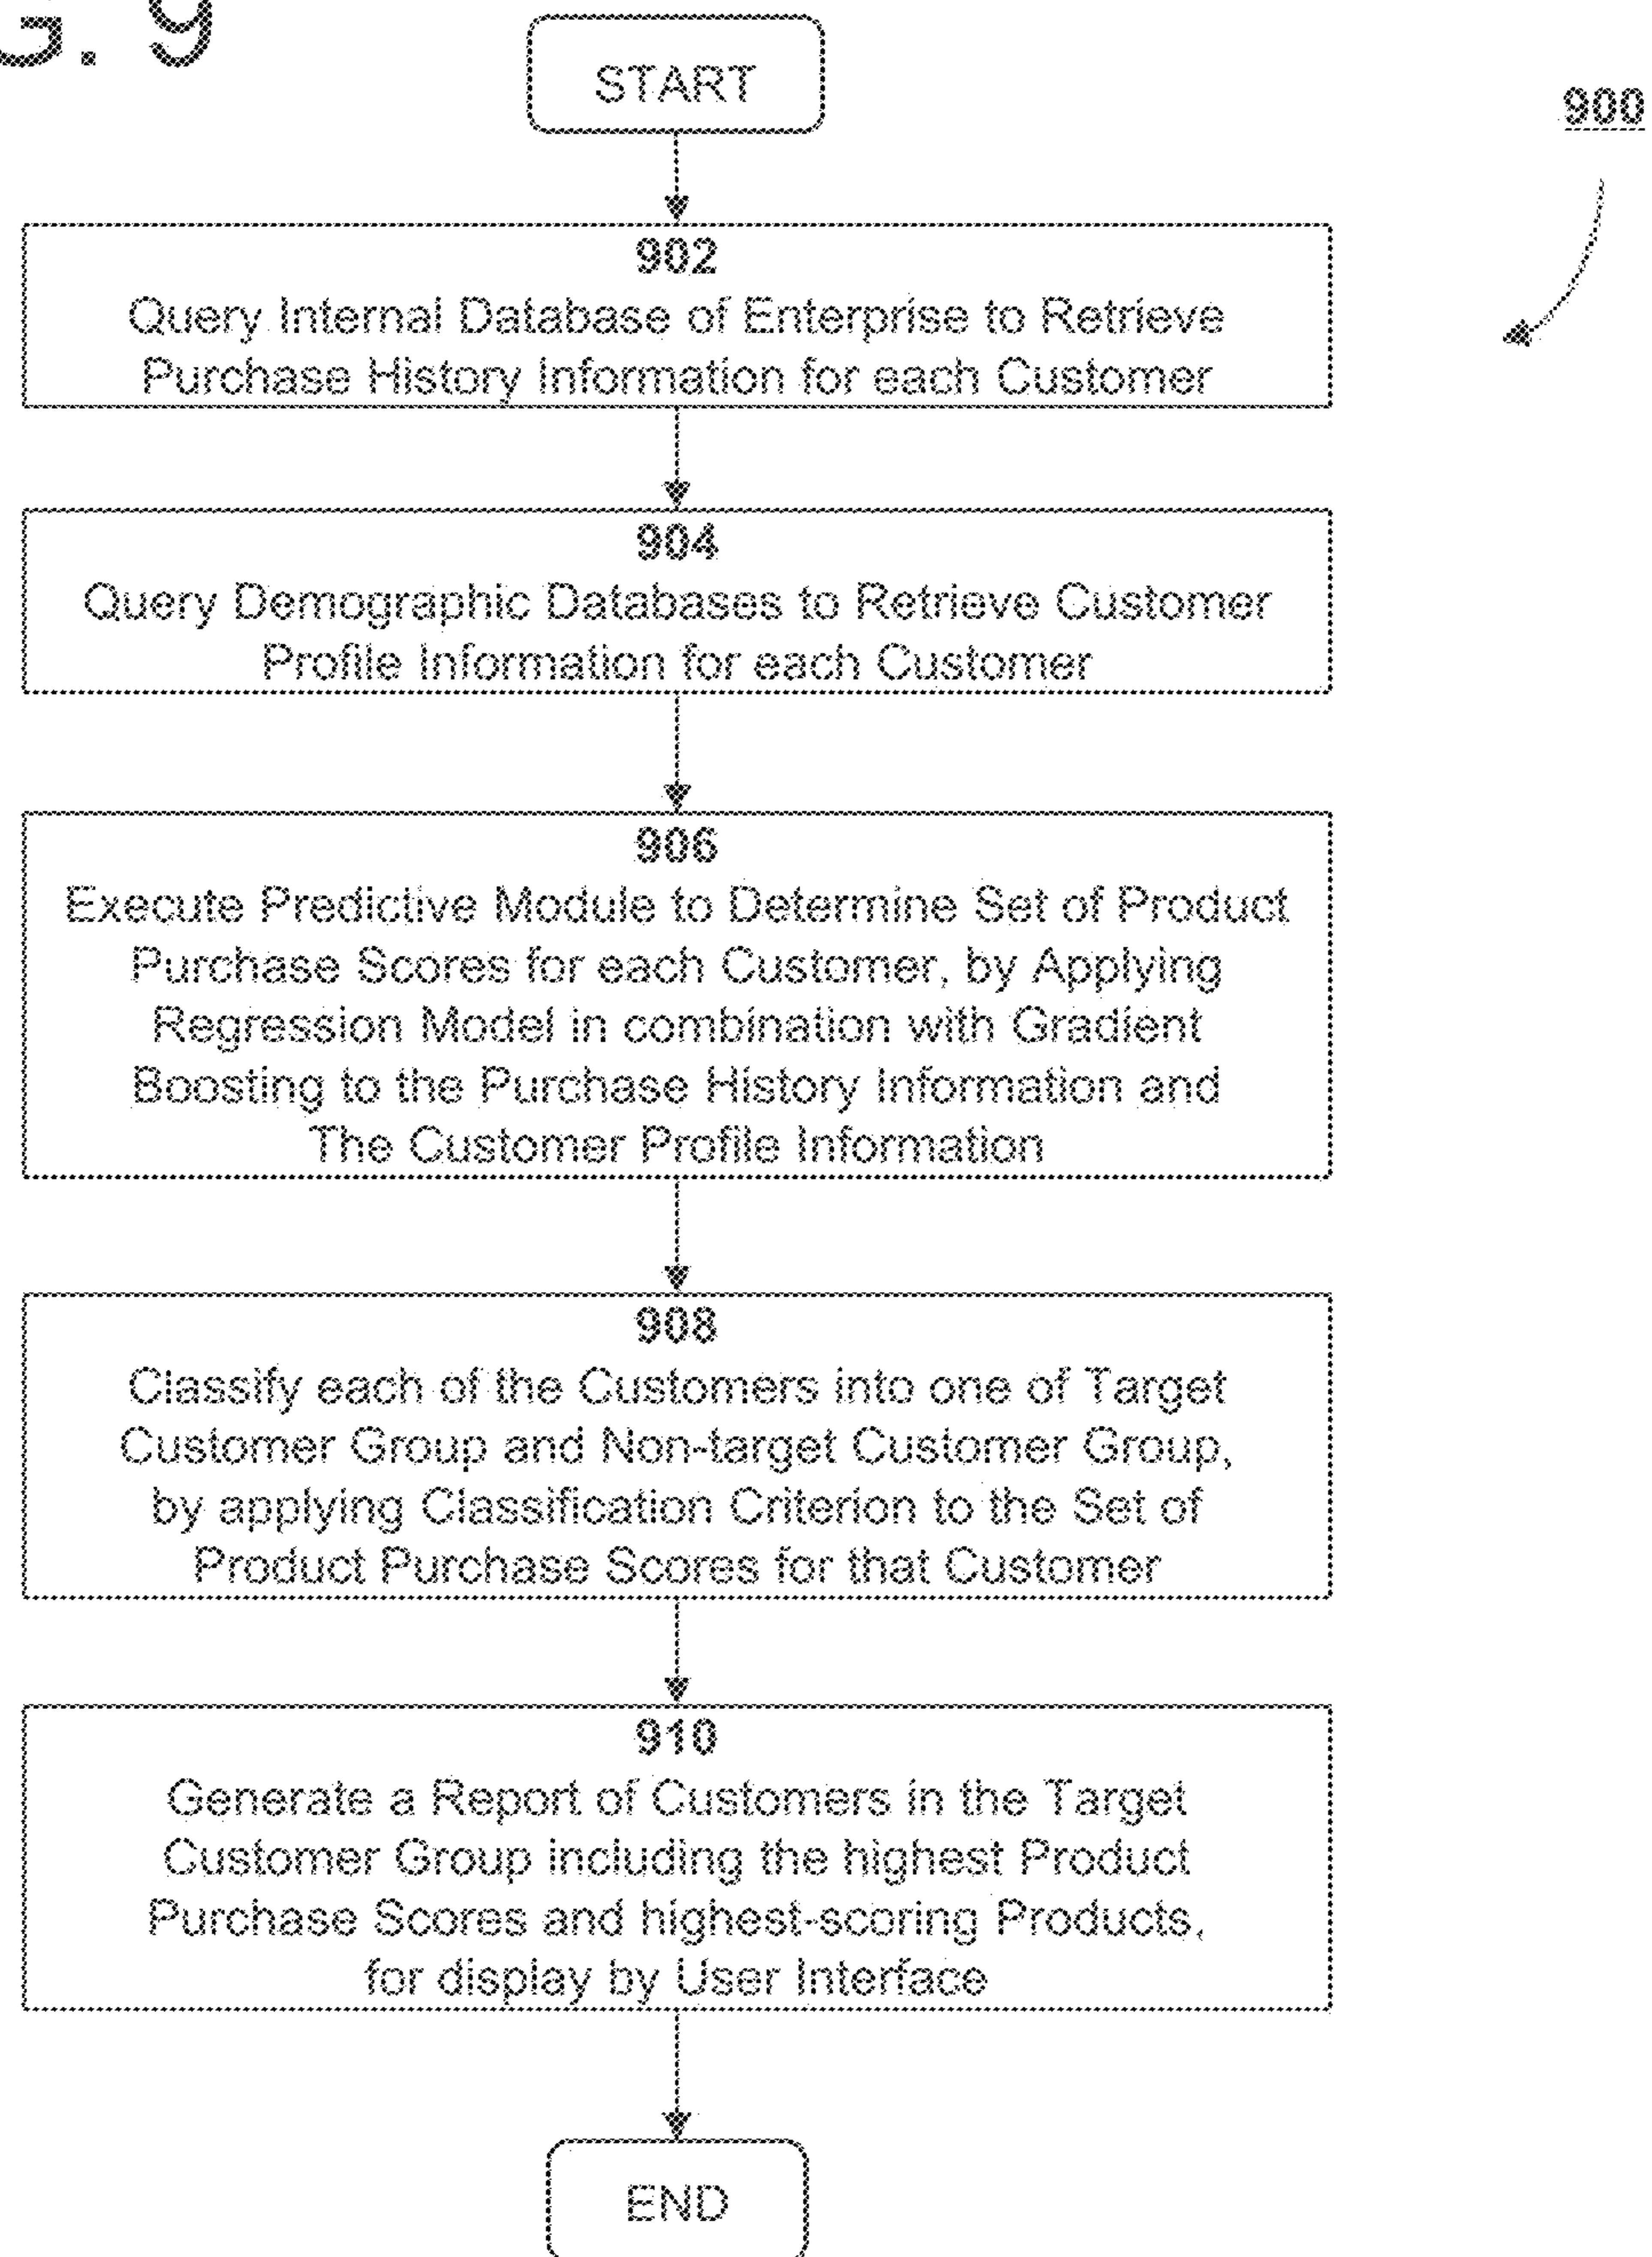 G. 9
START
900
902
Query Internal Database of Enterprise to Retrieve
Purchase History Information for each Customer
904
Query Demographic Databases to Retrieve Customer
Profile Information for each Customer
906
Execute Predictive Module to Determine Set of Product
Purchase Scores for each Customer, by Applying
Regression Model in combination with Gradient
Boosting to the Purchase History Information and
The Customer Profile Information
908
Classify each of the Customers into one of Target
Customer Group and Non-target Customer Group,
by applying Classification Criterion to the Set of
Product Purchase Scores for that Customer
910
Generate a Report of Customers in the Target
Customer Group including the highest Product
Purchase Scores and highest-scoring Products,
for display by User Interface
END